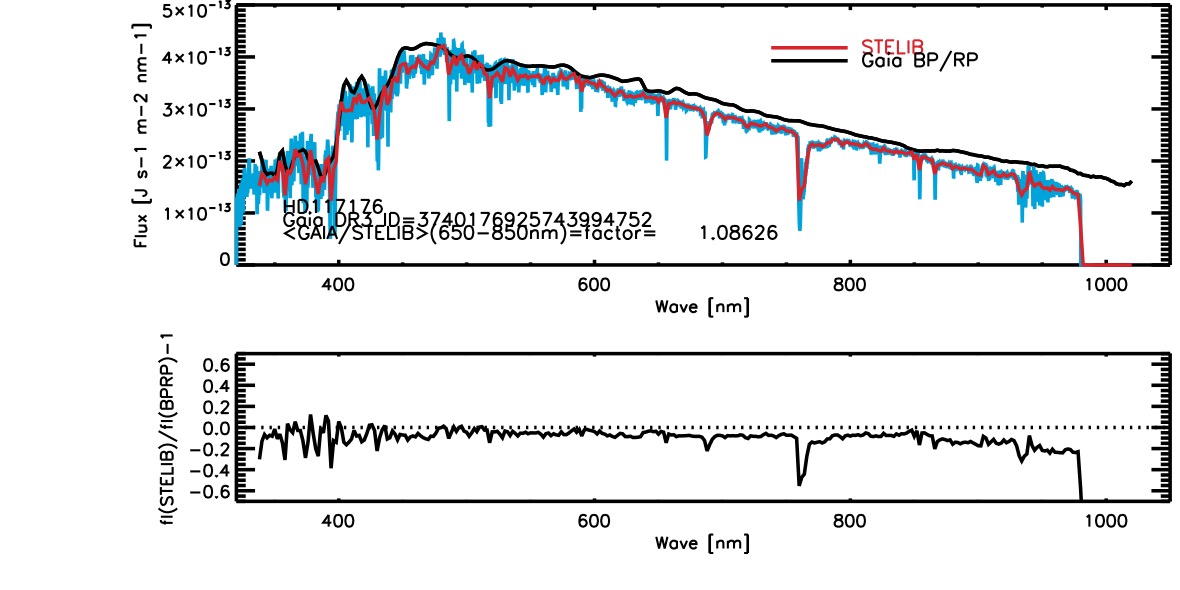 5×10−13
4×10−13
3×10−13
2×10−13
1×10−13
0
Flux [J s−1 m−2 nm−1]
STELIB
Gaia BP/RP
HD117176
Gaia DR3 ID=3740176925743994752
<GAIA/STELIB>(650−850nm)=factor= 1.08626
400 600 800 1000
Wave [nm]
fl(STELIB)/fl(BPRP)−1
0.6
0.4
0.2
0.0
−0.2
−0.4
−0.6
400 600 800 1000
Wave [nm]